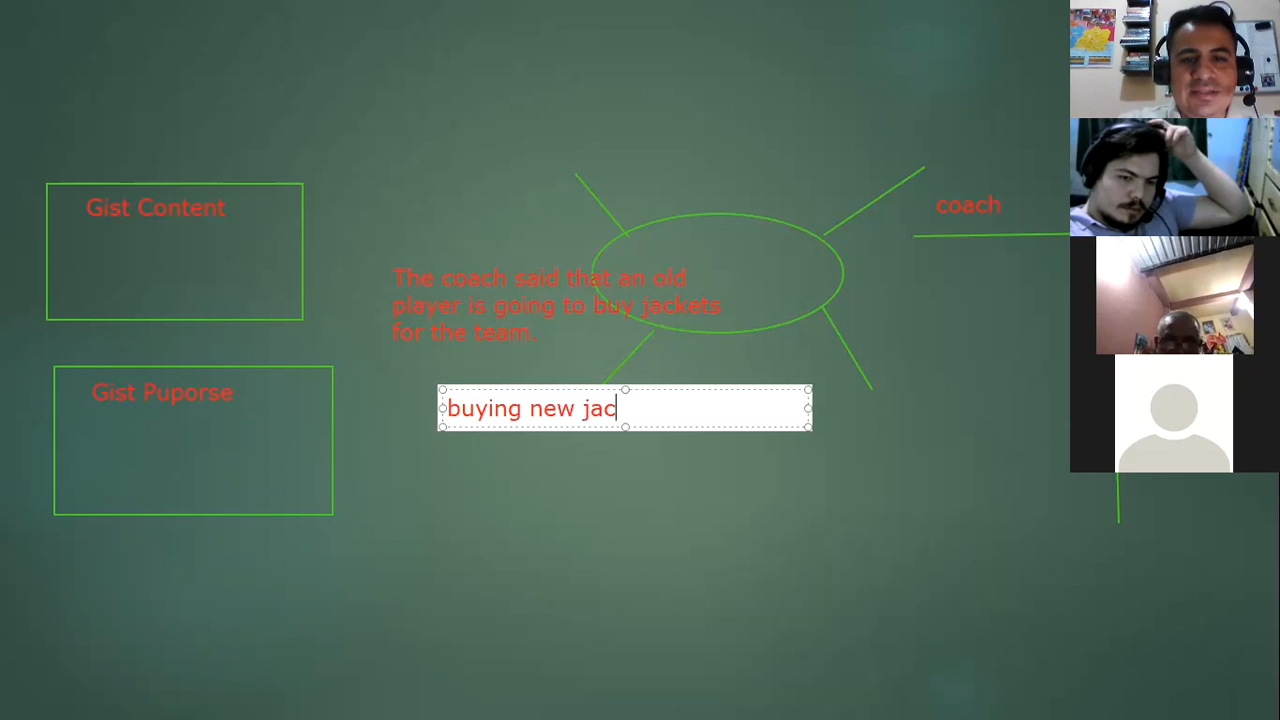 Gist Content
coach
The coach said that an old
player is going to buy jackets
for the team.
Gist Puporse
buying new jac